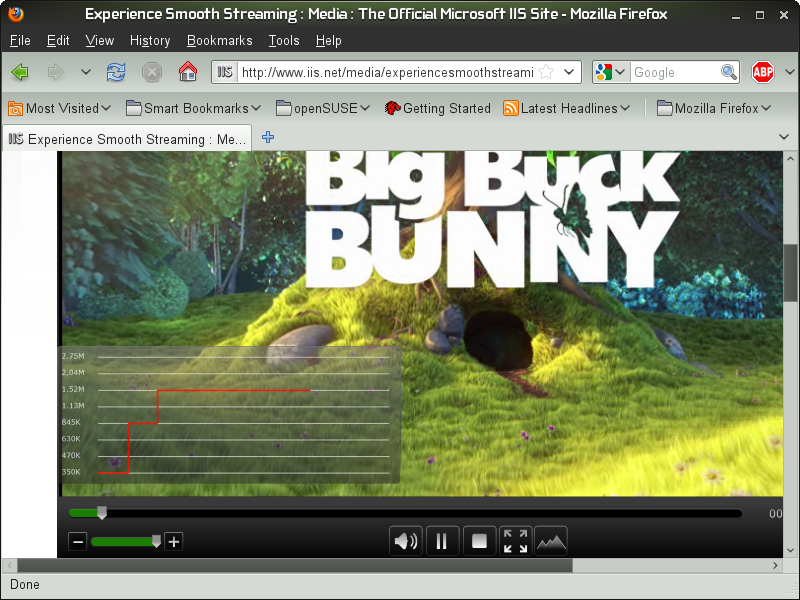 Experience Smooth Streaming : Media : The Official Microsoft IIS Site - Mozilla Firefox
File Edit View History Bookmarks Tools Help
IIS http://www.iis.net/media/experiencesmoothstreami Google ABP
Most Visited Smart Bookmarks openSUSE Getting Started Latest Headlines Mozilla Firefox
IIS Experience Smooth Streaming : Me...
Big Buck
BUNNY
2.75M
2.04M
1.52M
1.13M
845K
630K
470K
350K
00
Done